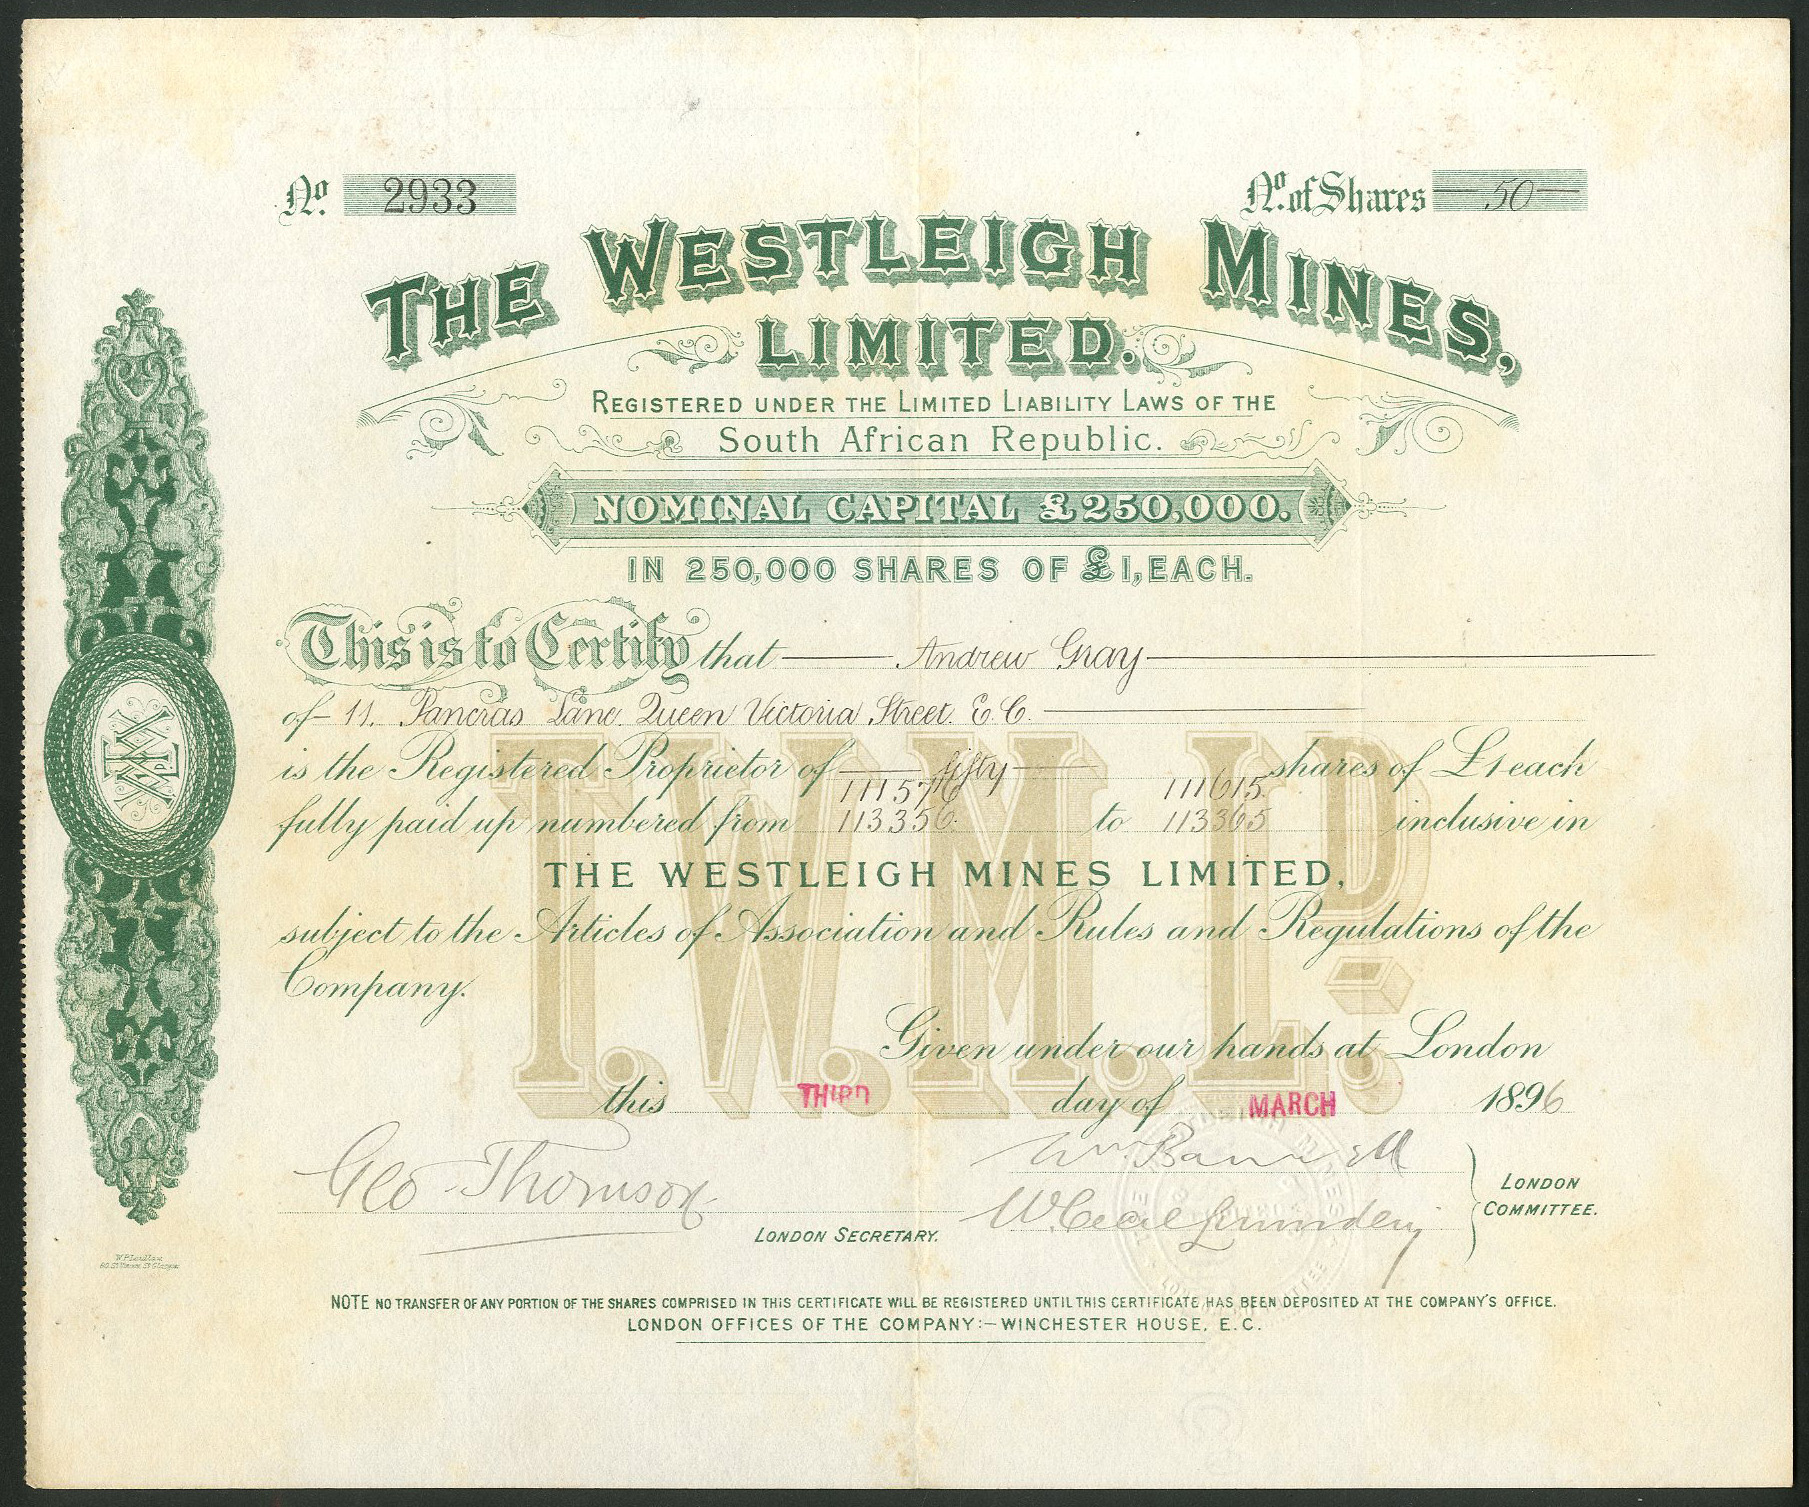 No. 2933
No. of Shares 50
THE WESTLEIGH MINES,
LIMITED.
REGISTERED UNDER THE LIMITED LIABILITY LAWS OF THE
South African Republic.
NOMINAL CAPITAL £250,000.
IN 250,000 SHARES OF £1, EACH.
This is to Certify that Andrew Gray
of 11. Pancras Lane. Queen Victoria Street. E.C.
is the Registered Proprietor of fifty shares of £1 each
111576 111615
fully paid up numbered from 113356 to 113365 inclusive in
THE WESTLEIGH MINES LIMITED,
subject to the Articles of Association and Rules and Regulations of the
Company.
T.W.M.LD.
Given under our hands at London
this THIRD day of MARCH 1896
Geo Thomson
LONDON SECRETARY.
Wm
W. Cecil
LONDON
COMMITTEE.
NOTE NO TRANSFER OF ANY PORTION OF THE SHARES COMPRISED IN THIS CERTIFICATE WILL BE REGISTERED UNTIL THIS CERTIFICATE HAS BEEN DEPOSITED AT THE COMPANY'S OFFICE.
LONDON OFFICES OF THE COMPANY:—WINCHESTER HOUSE, E.C.